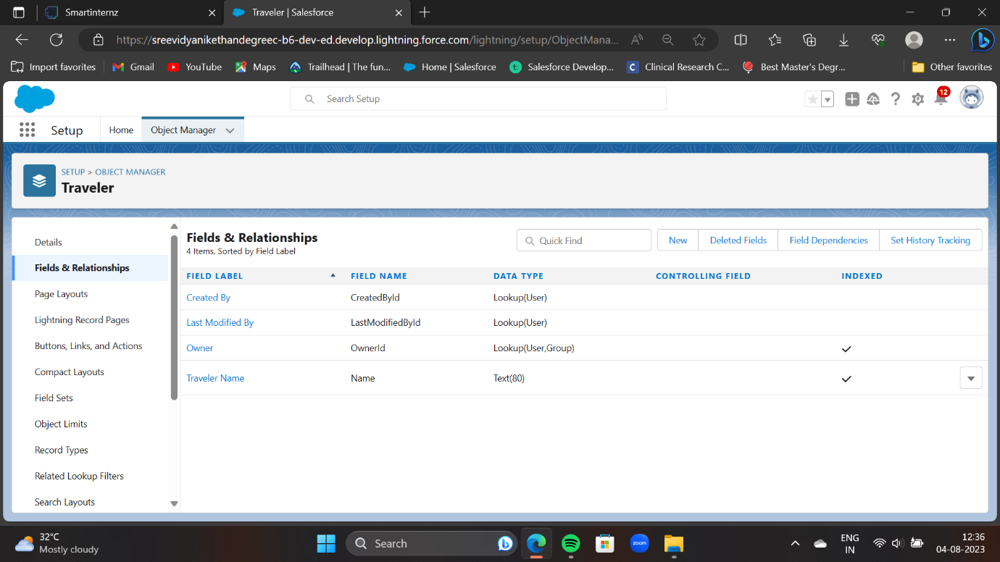 Smartinternz
Traveler | Salesforce
https://sreevidyanikethandegreec-b6-dev-ed.develop.lightning.force.com/lightning/setup/ObjectMana...
Import favorites
Gmail
YouTube
Maps
Trailhead | The fun...
Home | Salesforce
Salesforce Develop...
Clinical Research C...
Best Master's Degr...
Other favorites
Search Setup
12
Setup
Home
Object Manager
SETUP > OBJECT MANAGER
Traveler
Details
Fields & Relationships
Page Layouts
Lightning Record Pages
Buttons, Links, and Actions
Compact Layouts
Field Sets
Object Limits
Record Types
Related Lookup Filters
Search Layouts
Fields & Relationships
4 Items, Sorted by Field Label
Quick Find
New
Deleted Fields
Field Dependencies
Set History Tracking
FIELD LABEL FIELD NAME DATA TYPE CONTROLLING FIELD INDEXED
Created By CreatedById Lookup(User)
Last Modified By LastModifiedById Lookup(User)
Owner OwnerId Lookup(User,Group)
Traveler Name Name Text(80)
32°C
Mostly cloudy
Search
zoom
ENG
IN
12:36
04-08-2023